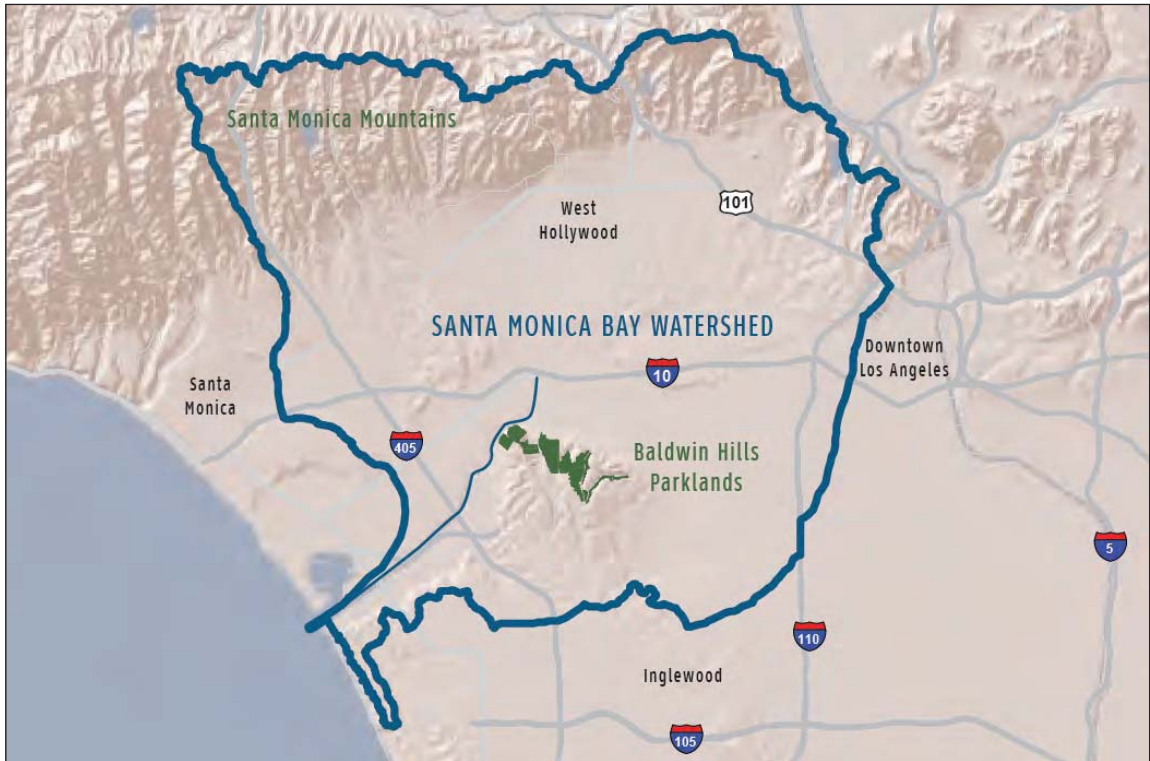 Santa Monica Mountains
West
Hollywood
101
SANTA MONICA BAY WATERSHED
Downtown
Los Angeles
Santa
Monica
10
405
Baldwin Hills
Parklands
5
110
Inglewood
105